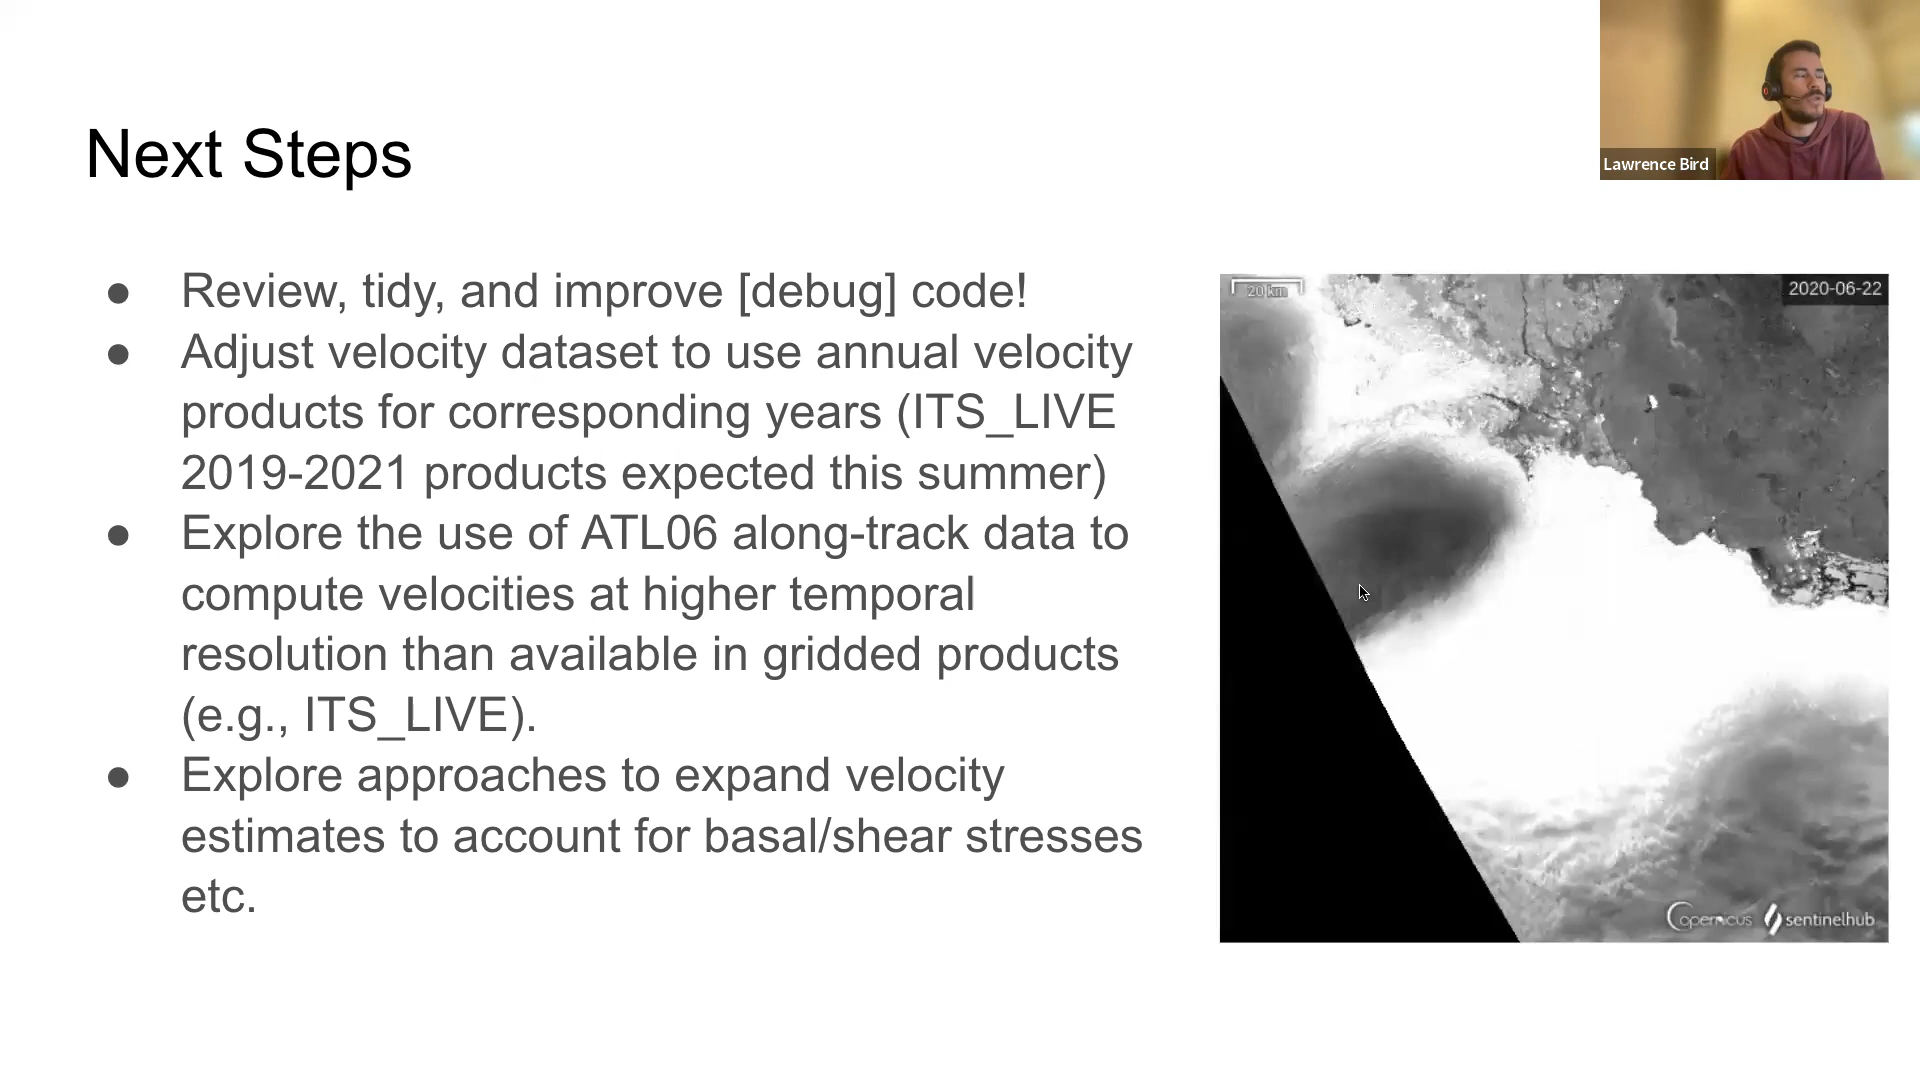 Next Steps
Lawrence Bird
● Review, tidy, and improve [debug] code!
● Adjust velocity dataset to use annual velocity
products for corresponding years (ITS_LIVE
2019-2021 products expected this summer)
● Explore the use of ATL06 along-track data to
compute velocities at higher temporal
resolution than available in gridded products
(e.g., ITS_LIVE).
● Explore approaches to expand velocity
estimates to account for basal/shear stresses
etc.
20 km
2020-06-22
Copernicus sentinelhub